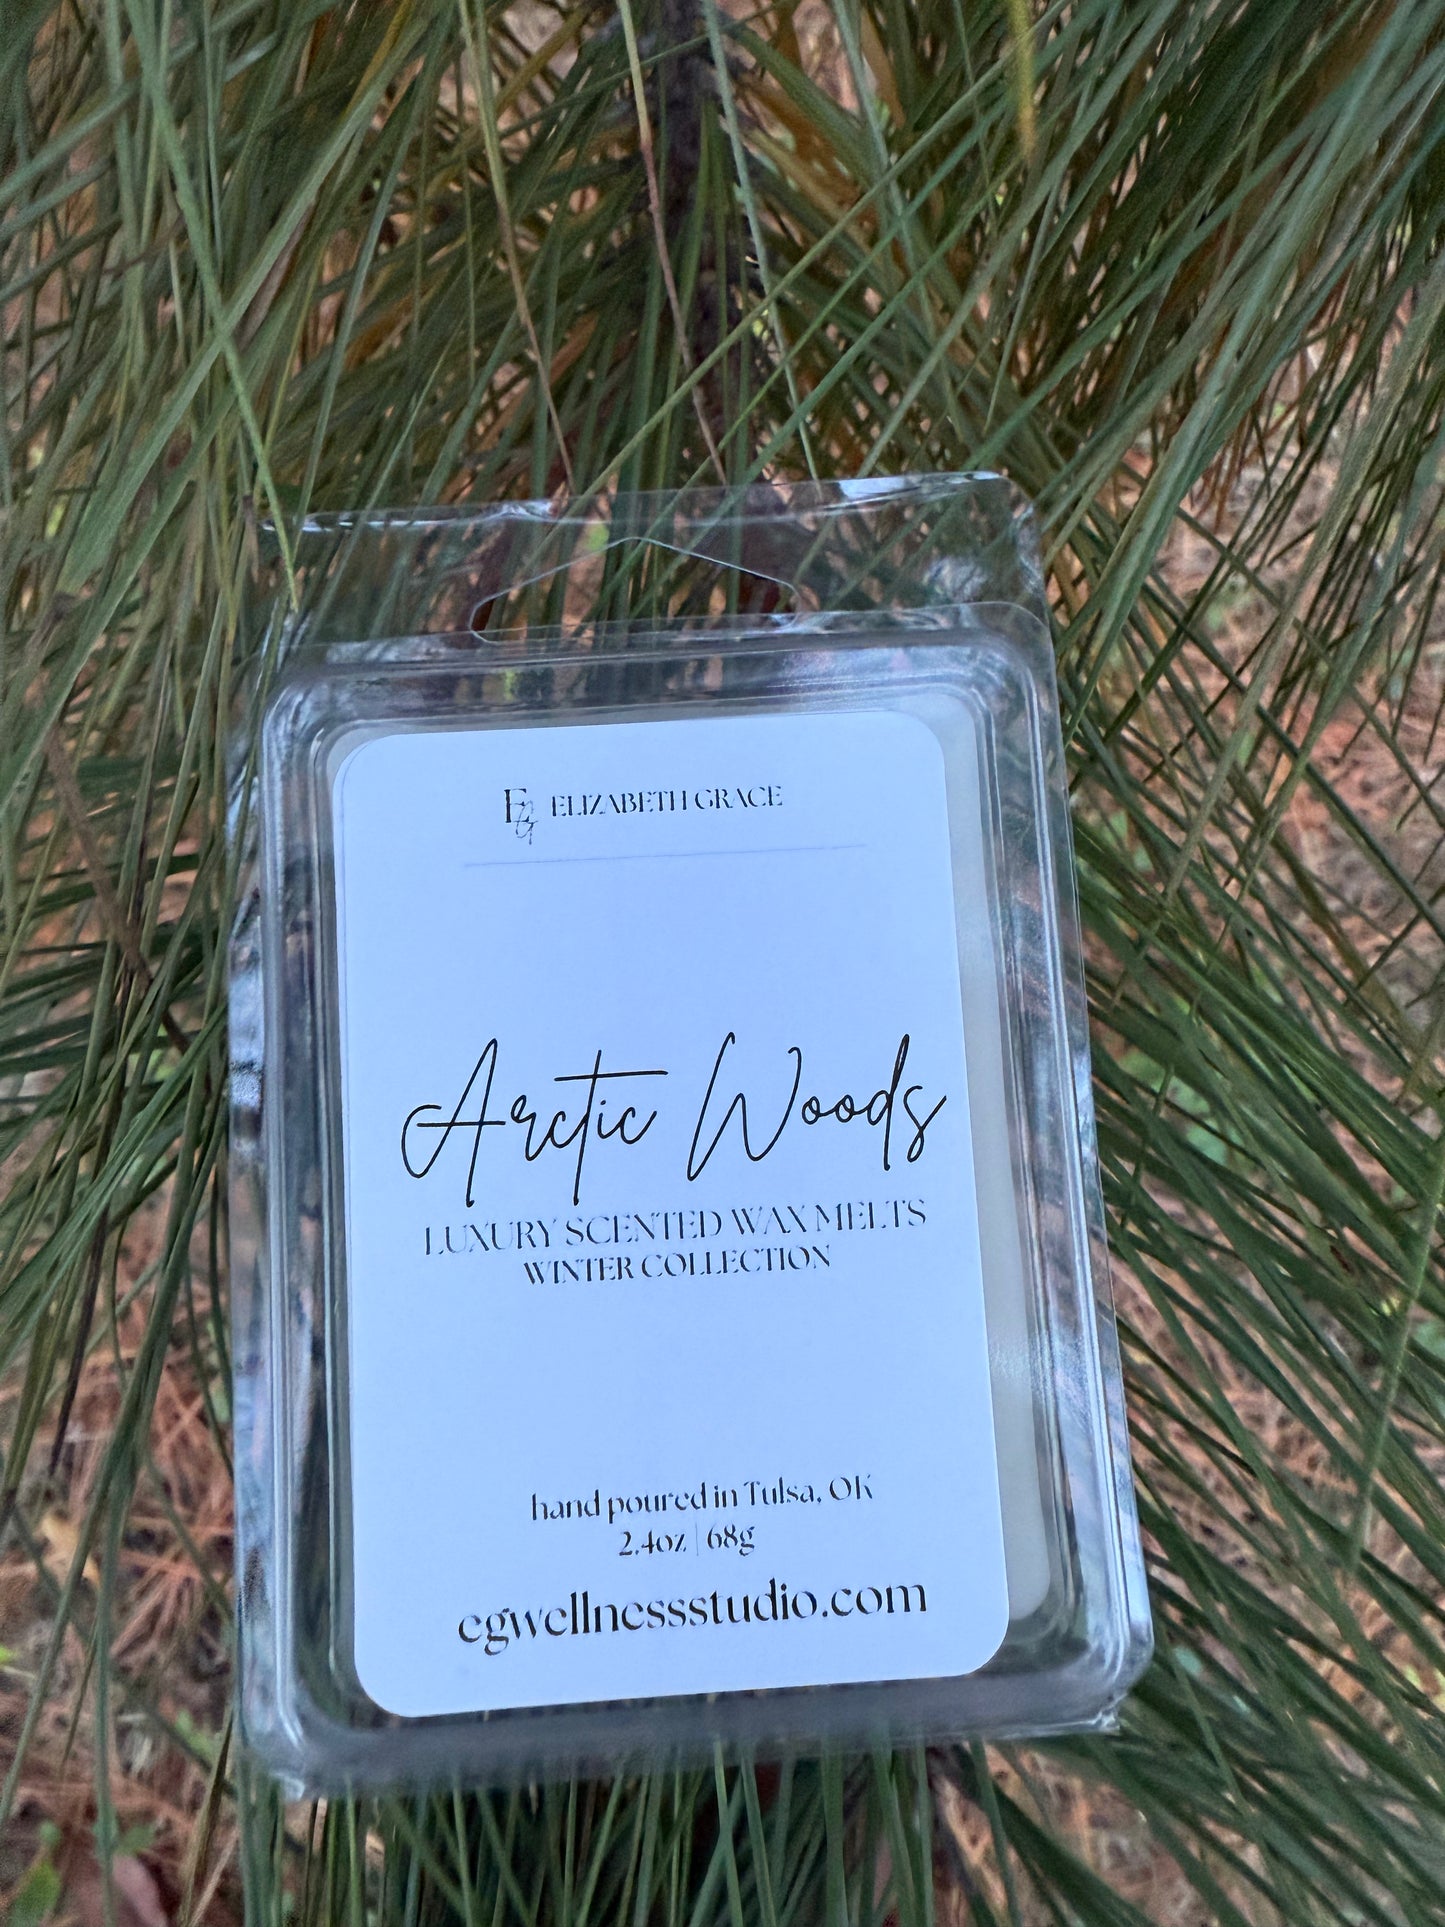 EG ELIZABETH GRACE
Arctic Woods
LUXURY SCENTED WAX MELTS
WINTER COLLECTION
hand poured in Tulsa, OK
2.4oz | 68g
egwellnessstudio.com